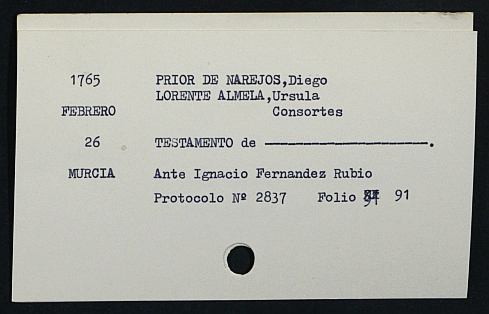 1765 PRIOR DE NAREJOS,Diego
LORENTE ALMELA,Ursula
FEBRERO Consortes
26 TESTAMENTO de ————————.
MURCIA Ante Ignacio Fernandez Rubio
Protocolo Nº 2837 Folio 91